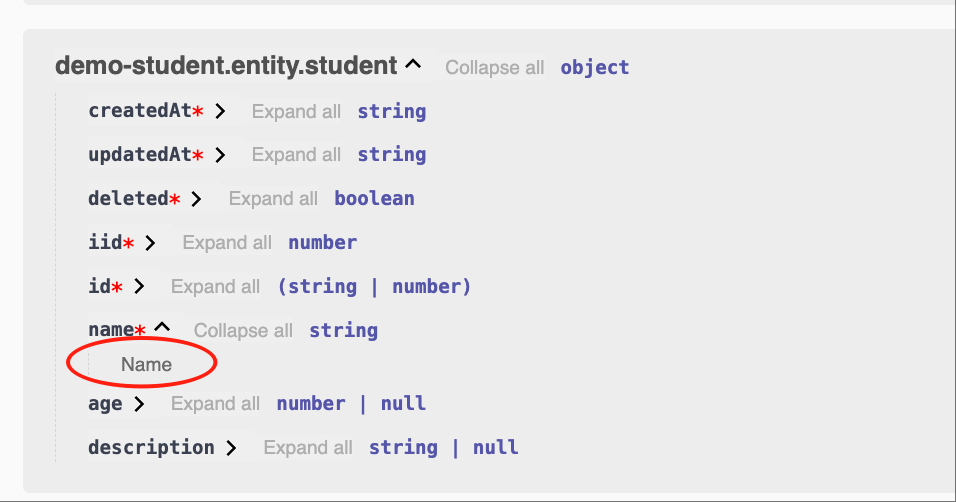 demo-student.entity.student Collapse all object
createdAt* Expand all string
updatedAt* Expand all string
deleted* Expand all boolean
iid* Expand all number
id* Expand all (string | number)
name* Collapse all string
Name
age Expand all number | null
description Expand all string | null